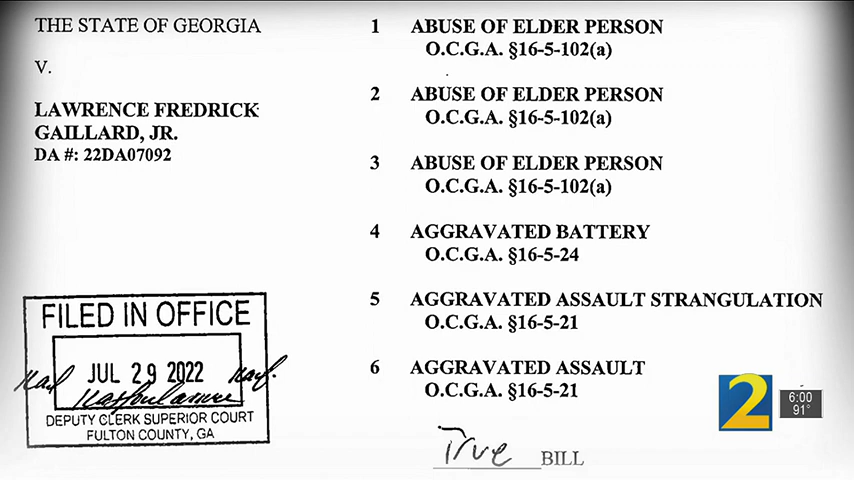 THE STATE OF GEORGIA
V.
LAWRENCE FREDRICK
GAILLARD, JR.
DA #: 22DA07092
1 ABUSE OF ELDER PERSON
O.C.G.A. §16-5-102(a)
2 ABUSE OF ELDER PERSON
O.C.G.A. §16-5-102(a)
3 ABUSE OF ELDER PERSON
O.C.G.A. §16-5-102(a)
4 AGGRAVATED BATTERY
O.C.G.A. §16-5-24
5 AGGRAVATED ASSAULT STRANGULATION
O.C.G.A. §16-5-21
6 AGGRAVATED ASSAULT
O.C.G.A. §16-5-21
True BILL
FILED IN OFFICE
JUL 29 2022
DEPUTY CLERK SUPERIOR COURT
FULTON COUNTY, GA
2
6:00
91°